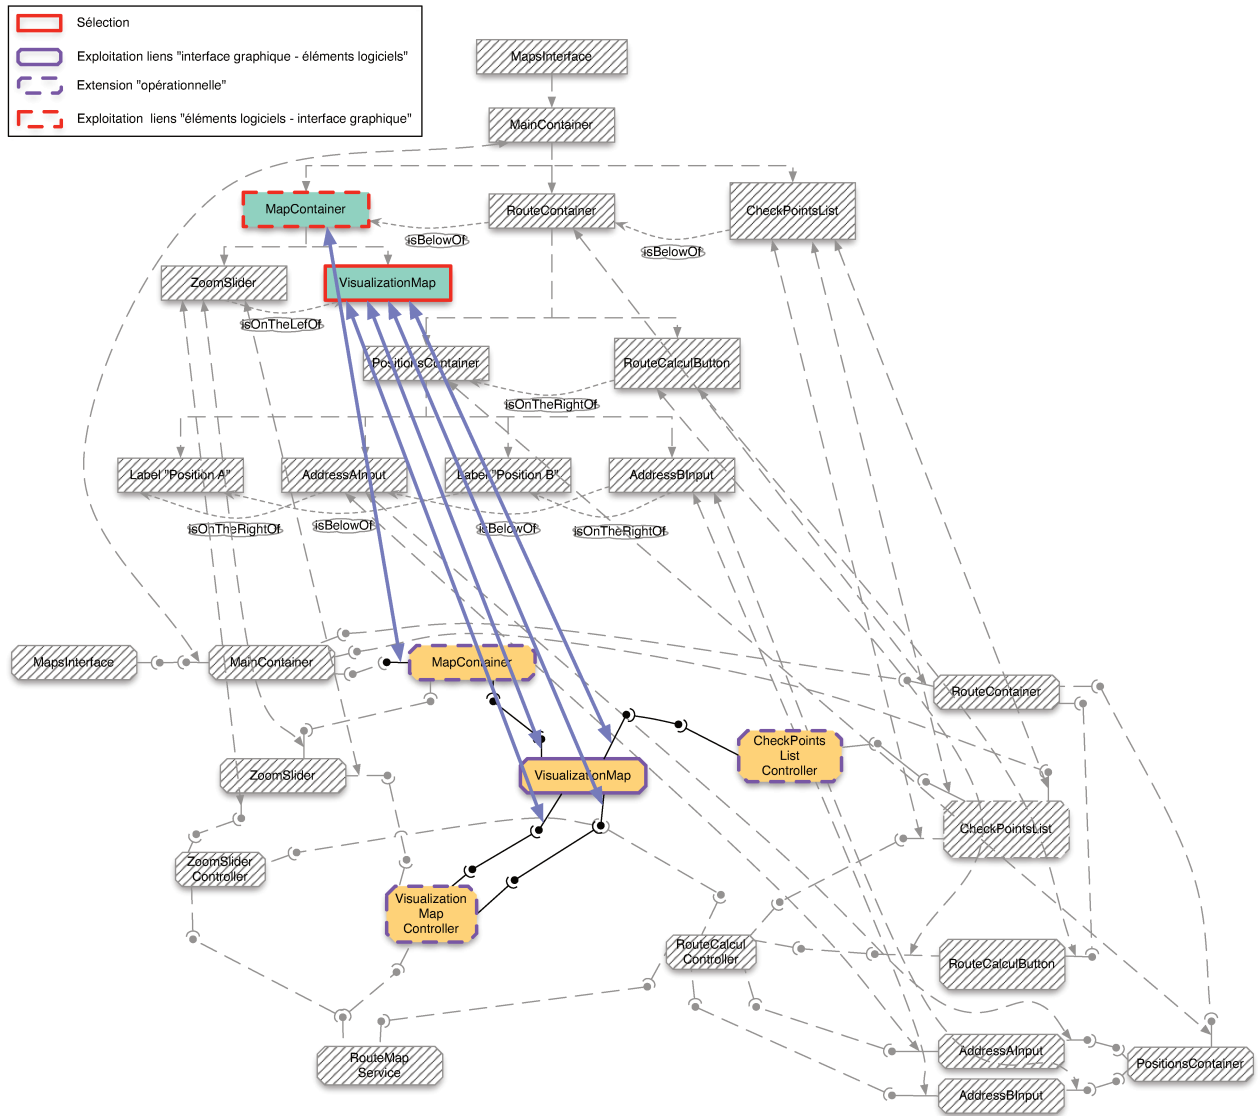 Sélection
Exploitation liens "interface graphique - éléments logiciels"
Extension "opérationnelle"
Exploitation  liens "éléments logiciels - interface graphique"
MapsInterface
MainContainer
MapContainer
RouteContainer
CheckPointsList
isBelowOf
isBelowOf
ZoomSlider
VisualizationMap
isOnTheLefOf
PositionsContainer
RouteCalculButton
isOnTheRightOf
Label "Position A"
AddressAInput
Label "Position B"
AddressBInput
isOnTheRightOf
isBelowOf
isBelowOf
isOnTheRightOf
MapsInterface
MainContainer
MapContainer
RouteContainer
CheckPoints
List
Controller
ZoomSlider
VisualizationMap
CheckPointsList
ZoomSlider
Controller
Visualization
Map
Controller
RouteCalcul
Controller
RouteCalculButton
RouteMap
Service
AddressAInput
PositionsContainer
AddressBInput